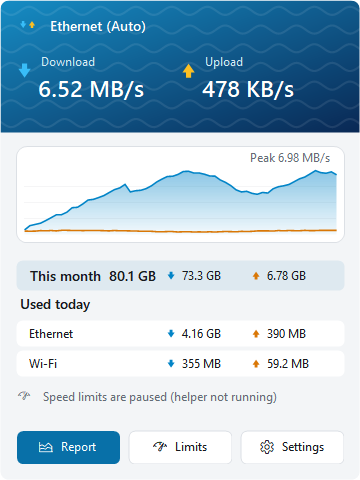 Ethernet (Auto)
Download
Upload
6.52 MB/s
478 KB/s
Peak 6.98 MB/s
This month 80.1 GB 73.3 GB 6.78 GB
Used today
Ethernet 4.16 GB 390 MB
Wi-Fi 355 MB 59.2 MB
Speed limits are paused (helper not running)
Report
Limits
Settings